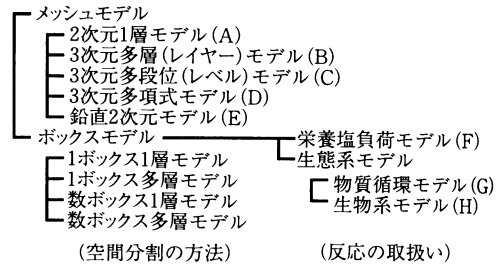 メッシュモデル
2次元1層モデル(A)
3次元多層(レイヤー)モデル(B)
3次元多段位(レベル)モデル(C)
3次元多項式モデル(D)
鉛直2次元モデル(E)
ボックスモデル
栄養塩負荷モデル(F)
生態系モデル
1ボックス1層モデル
物質循環モデル(G)
1ボックス多層モデル
生物系モデル(H)
数ボックス1層モデル
数ボックス多層モデル
(空間分割の方法)
(反応の取扱い)